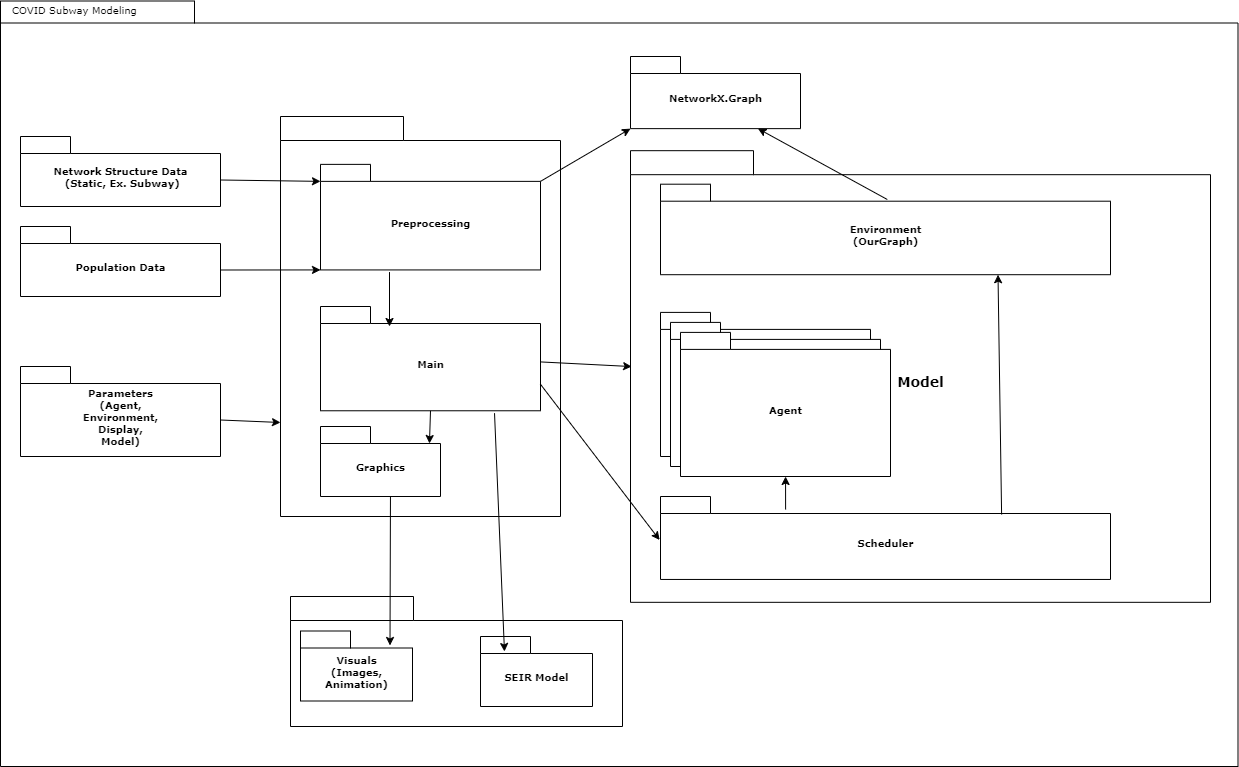 COVID Subway Modeling
NetworkX.Graph
Network Structure Data
(Static, Ex. Subway)
Preprocessing
Environment
(OurGraph)
Population Data
Main
Model
Parameters
(Agent,
Environment,
Display,
Model)
Agent
Graphics
Scheduler
Visuals
(Images,
Animation)
SEIR Model